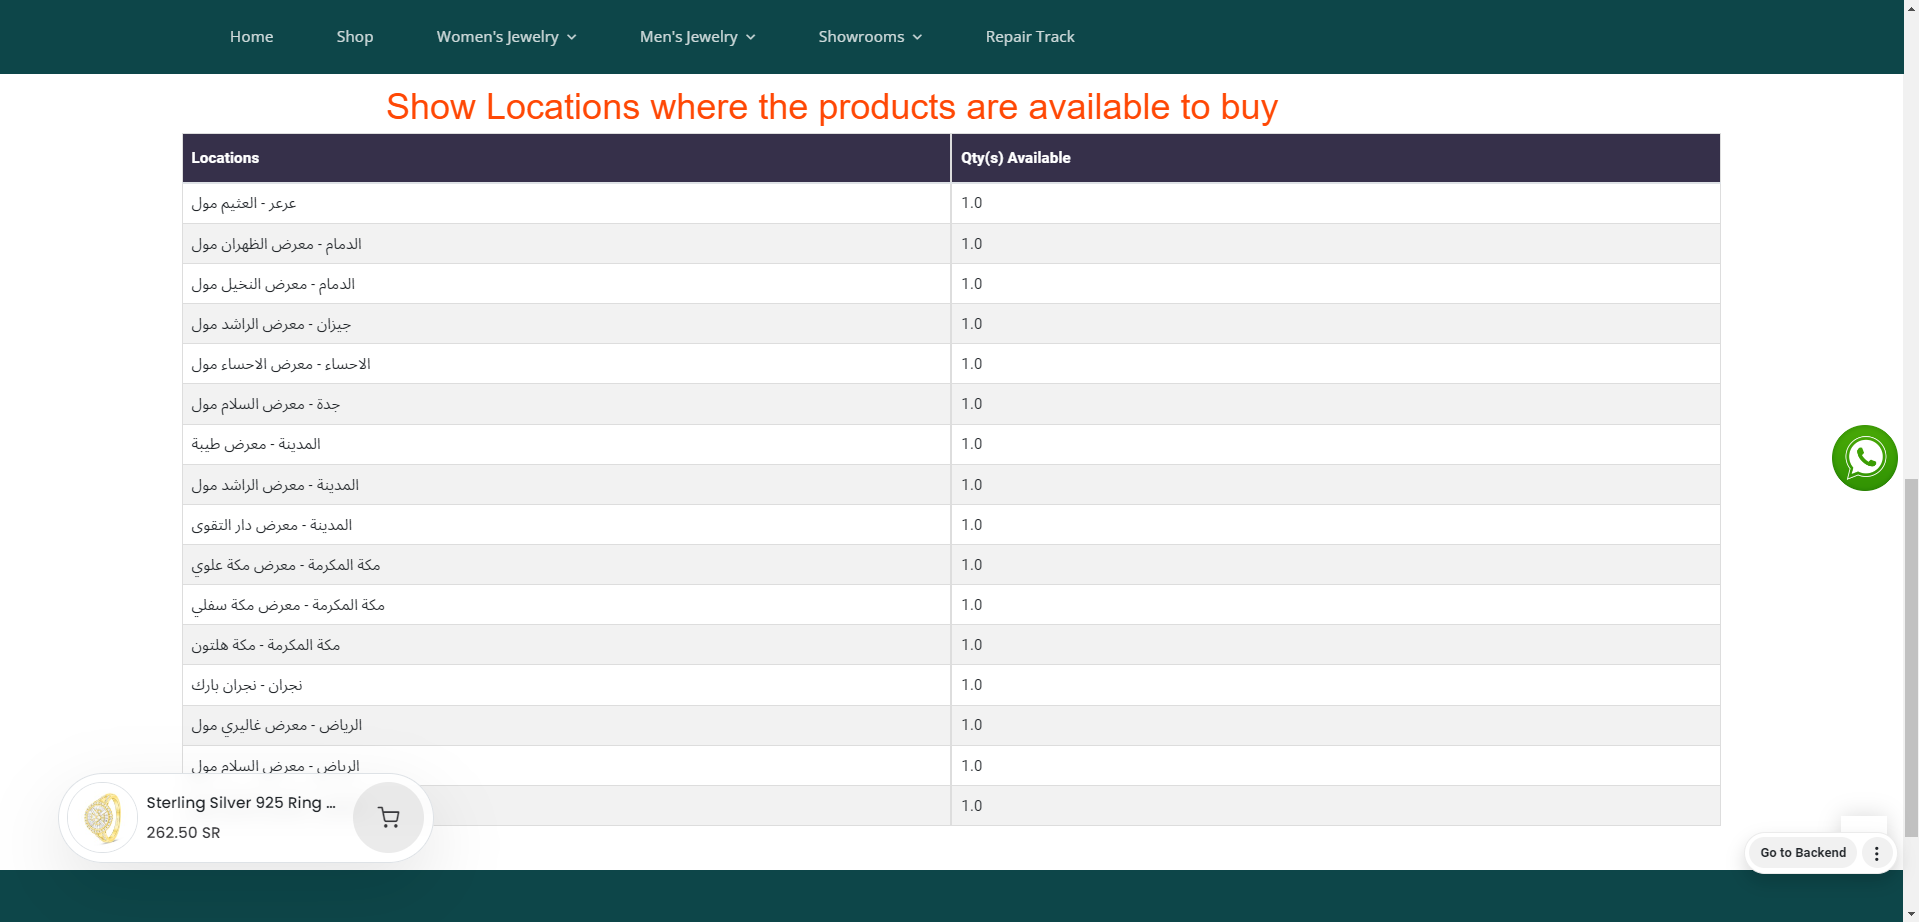 Home Shop Women's Jewelry Men's Jewelry Showrooms Repair Track
Show Locations where the products are available to buy
Locations Qty(s) Available
عرعر - العثيم مول 1.0
الدمام - معرض الظهران مول 1.0
الدمام - معرض النخيل مول 1.0
جيزان - معرض الراشد مول 1.0
الاحساء - معرض الاحساء مول 1.0
جدة - معرض السلام مول 1.0
المدينة - معرض طيبة 1.0
المدينة - معرض الراشد مول 1.0
المدينة - معرض دار التقوى 1.0
مكة المكرمة - معرض مكة علوي 1.0
مكة المكرمة - معرض مكة سفلي 1.0
مكة المكرمة - مكة هلتون 1.0
نجران - نجران بارك 1.0
الرياض - معرض غاليري مول 1.0
الرياض - معرض السلام مول 1.0
1.0
Sterling Silver 925 Ring ...
262.50 SR
Go to Backend